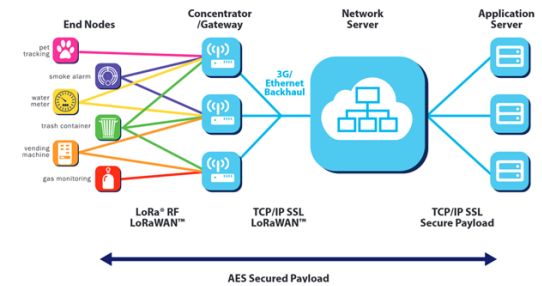 End Nodes
Concentrator
/Gateway
Network
Server
Application
Server
pet
tracking
smoke alarm
water
meter
trash container
vending
machine
gas monitoring
3G/
Ethernet
Backhaul
LoRa® RF
LoRaWAN™
TCP/IP SSL
LoRaWAN™
TCP/IP SSL
Secure Payload
AES Secured Payload